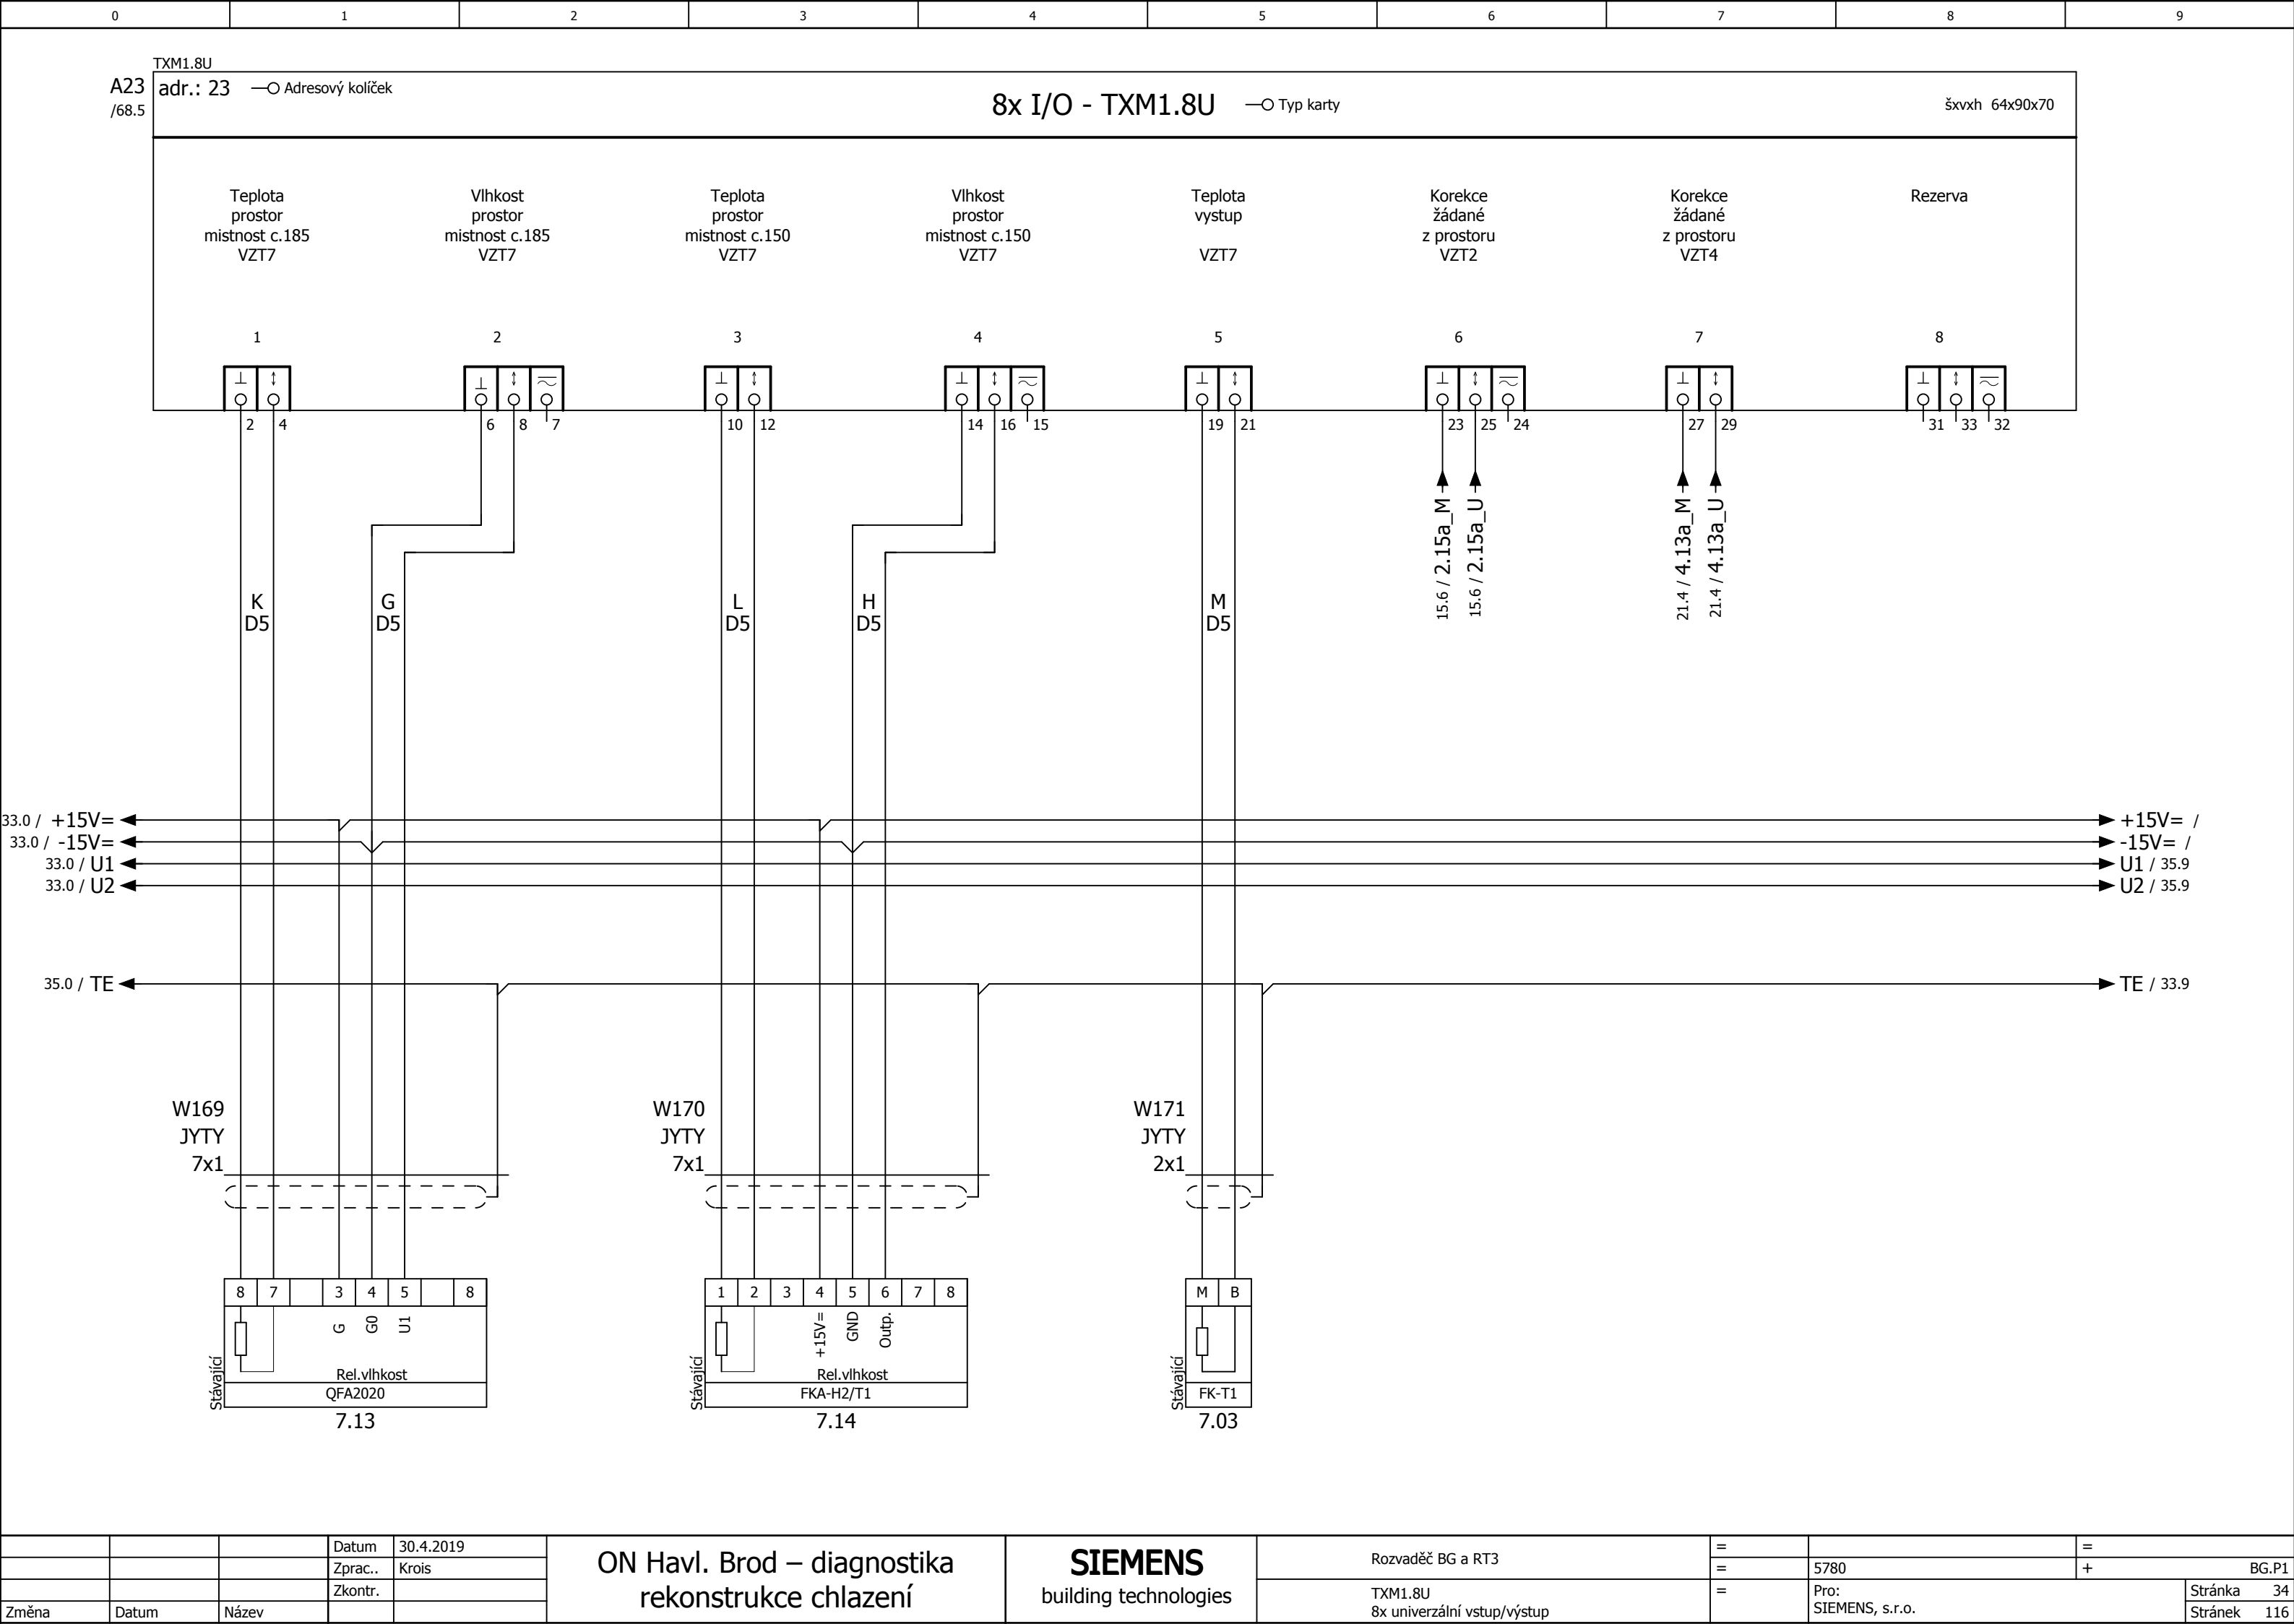 0 1 2 3 4 5 6 7 8 9
TXM1.8U
A23
/68.5
adr.: 23
Adresový kolíček
8x I/O - TXM1.8U
Typ karty
šxvxh 64x90x70
Teplota
prostor
mistnost c.185
VZT7
Vlhkost
prostor
mistnost c.185
VZT7
Teplota
prostor
mistnost c.150
VZT7
Vlhkost
prostor
mistnost c.150
VZT7
Teplota
vystup
VZT7
Korekce
žádané
z prostoru
VZT2
Korekce
žádané
z prostoru
VZT4
Rezerva
1 2 3 4 5 6 7 8
2 4 6 8 7 10 12 14 16 15 19 21 23 25 24 27 29 31 33 32
15.6 / 2.15a_M
15.6 / 2.15a_U
21.4 / 4.13a_M
21.4 / 4.13a_U
K
D5
G
D5
L
D5
H
D5
M
D5
33.0 / +15V=
33.0 / -15V=
33.0 / U1
33.0 / U2
+15V= /
-15V= /
U1 / 35.9
U2 / 35.9
35.0 / TE
TE / 33.9
W169
JYTY
7x1
W170
JYTY
7x1
W171
JYTY
2x1
8 7 3 4 5 8
G
G0
U1
Rel.vlhkost
QFA2020
Stávající
7.13
1 2 3 4 5 6 7 8
+15V=
GND
Outp.
Rel.vlhkost
FKA-H2/T1
Stávající
7.14
M B
FK-T1
Stávající
7.03
Datum 30.4.2019
Zprac.. Krois
Zkontr.
Změna Datum Název
ON Havl. Brod – diagnostika
rekonstrukce chlazení
SIEMENS
building technologies
Rozvaděč BG a RT3
TXM1.8U
8x univerzální vstup/výstup
=
=
=
5780
Pro:
SIEMENS, s.r.o.
=
+ BG.P1
Stránka 34
Stránek 116